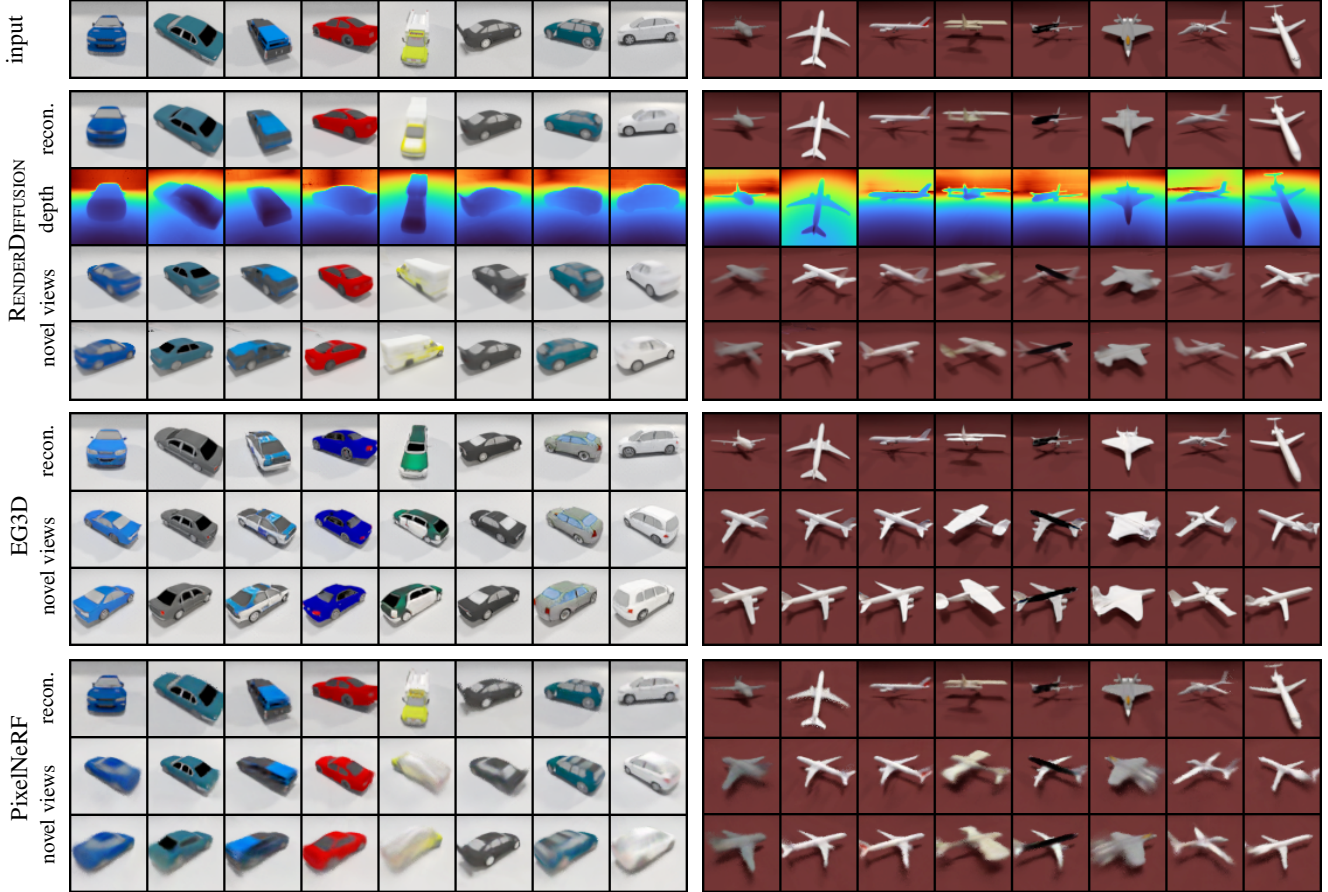 input
RENDERDIFFUSION
recon.
depth
novel views
EG3D
recon.
novel views
PixelNeRF
recon.
novel views